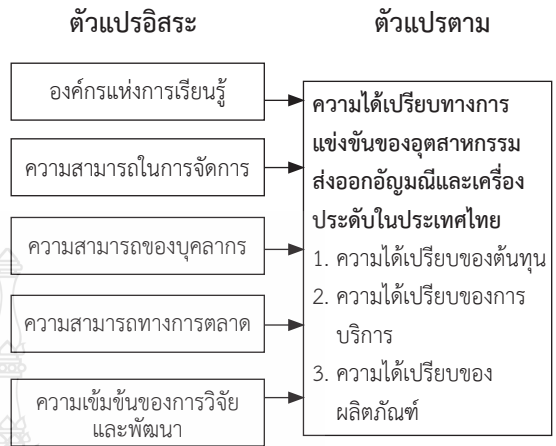 ตัวแปรอิสระ
ตัวแปรตาม
องค์กรแห่งการเรียนรู้
ความสามารถในการจัดการ
ความสามารถของบุคลากร
ความสามารถทางการตลาด
ความเข้มข้นของการวิจัย
และพัฒนา
ความได้เปรียบทางการ
แข่งขันของอุตสาหกรรม
ส่งออกอัญมณีและเครื่อง
ประดับในประเทศไทย
1. ความได้เปรียบของต้นทุน
2. ความได้เปรียบของการ
บริการ
3. ความได้เปรียบของ
ผลิตภัณฑ์